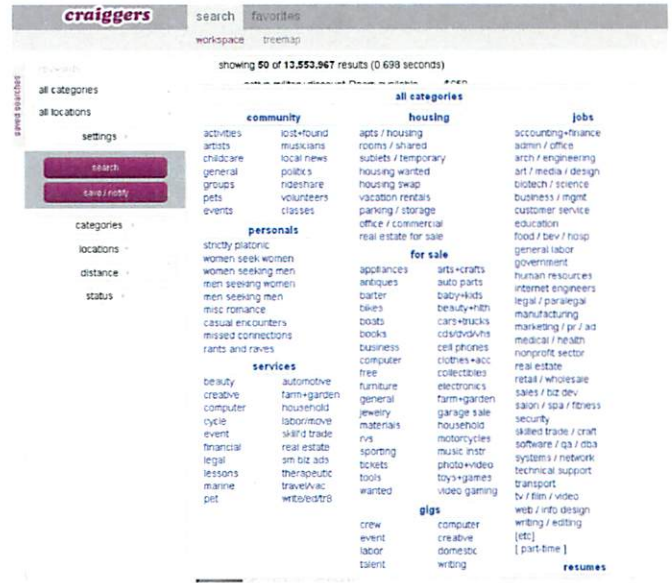 craiggers
search favorites
workspace treemap
showing 50 of 13,553,967 results (0.698 seconds)
saved searches
all categories
all locations
settings
search
save / notify
categories
locations
distance
status
all categories
community
activities lost+found
artists musicians
childcare local news
general politics
groups rideshare
pets volunteers
events classes
personals
strictly platonic
women seek women
women seeking men
men seeking women
men seeking men
misc romance
casual encounters
missed connections
rants and raves
services
beauty automotive
creative farm+garden
computer household
cycle labor/move
event skill'd trade
financial real estate
legal sm biz ads
lessons therapeutic
marine travel/vac
pet write/ed/tr8
housing
apts / housing
rooms / shared
sublets / temporary
housing wanted
housing swap
vacation rentals
parking / storage
office / commercial
real estate for sale
for sale
appliances arts+crafts
antiques auto parts
barter baby+kids
bikes beauty+hlth
boats cars+trucks
books cds/dvd/vhs
business cell phones
computer clothes+acc
free collectibles
furniture electronics
general farm+garden
jewelry garage sale
materials household
rvs motorcycles
sporting music instr
tickets photo+video
tools toys+games
wanted video gaming
gigs
crew computer
event creative
labor domestic
talent writing
jobs
accounting+finance
admin / office
arch / engineering
art / media / design
biotech / science
business / mgmt
customer service
education
food / bev / hosp
general labor
government
human resources
internet engineers
legal / paralegal
manufacturing
marketing / pr / ad
medical / health
nonprofit sector
real estate
retail / wholesale
sales / biz dev
salon / spa / fitness
security
skilled trade / craft
software / qa / dba
systems / network
technical support
transport
tv / film / video
web / info design
writing / editing
[etc]
[ part-time ]
resumes